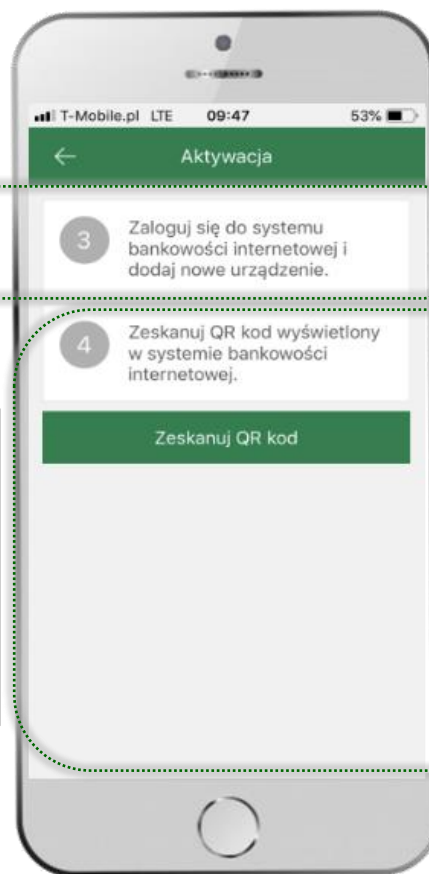 T-Mobile.pl LTE 09:47 53%
← Aktywacja
3 Zaloguj się do systemu
bankowości internetowej i
dodaj nowe urządzenie.
4 Zeskanuj QR kod wyświetlony
w systemie bankowości
internetowej.
Zeskanuj QR kod